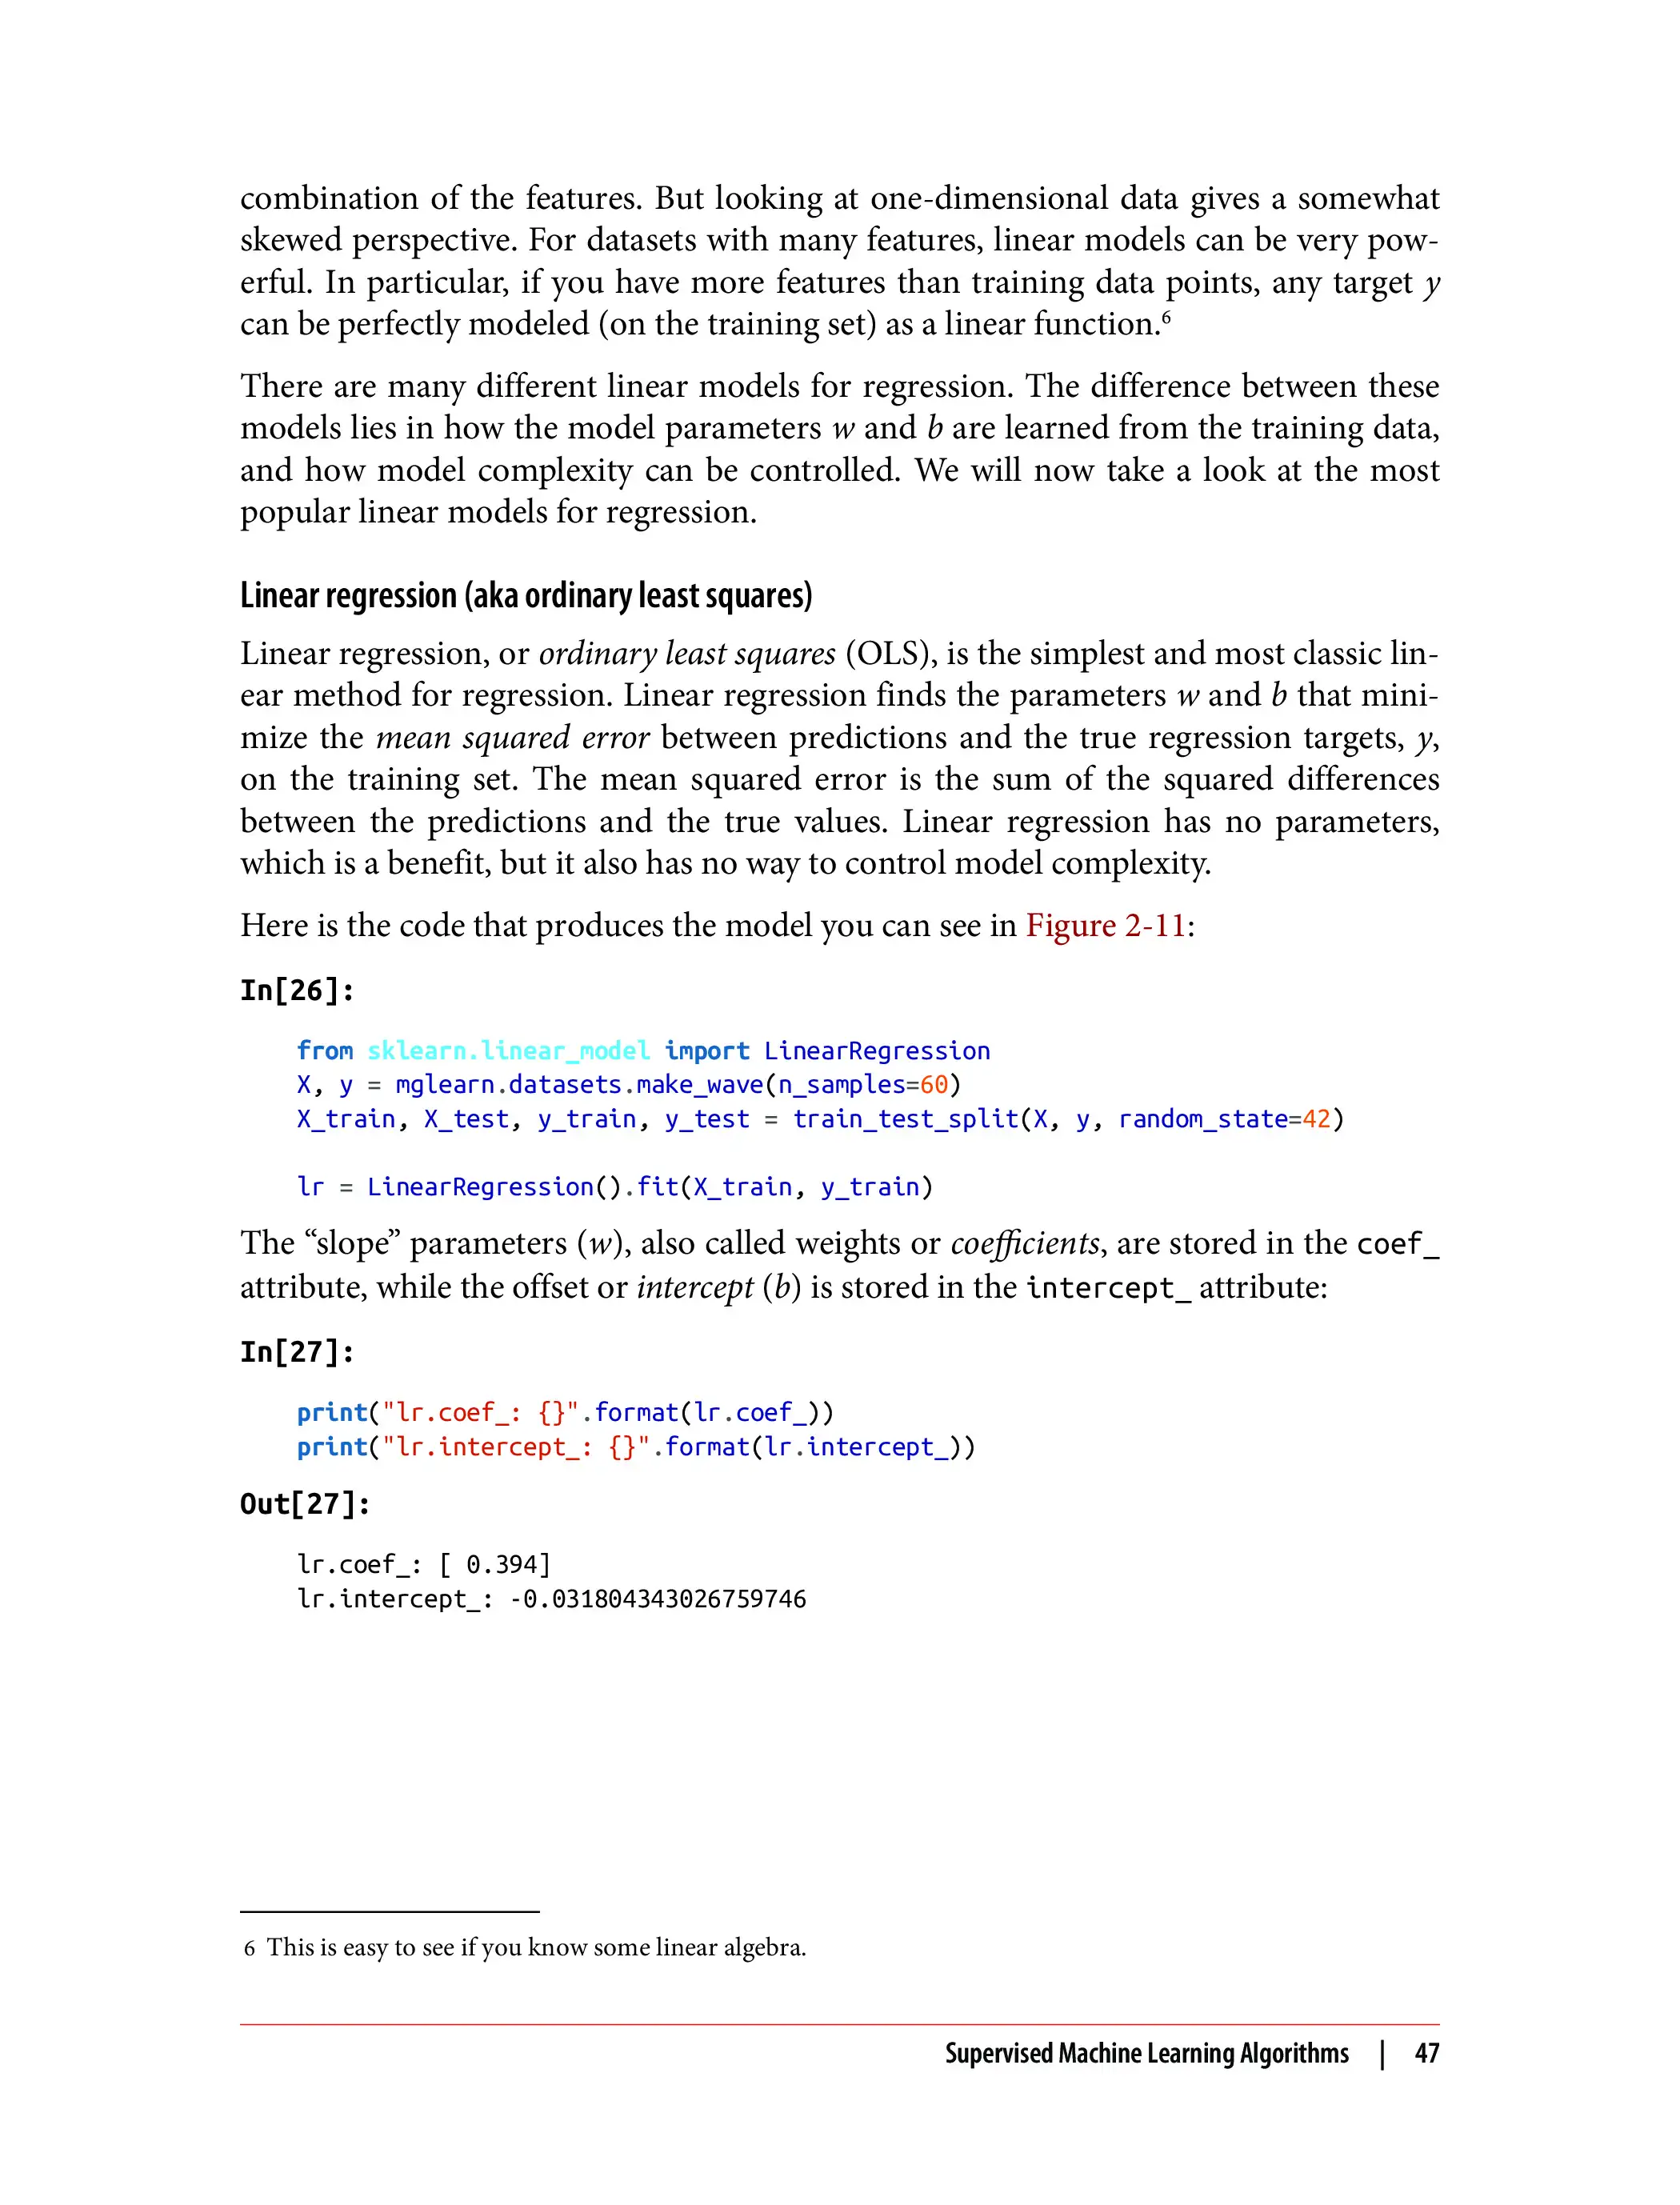 combination of the features. But looking at one-dimensional data gives a somewhat
skewed perspective. For datasets with many features, linear models can be very pow-
erful. In particular, if you have more features than training data points, any target y
can be perfectly modeled (on the training set) as a linear function.⁶
There are many different linear models for regression. The difference between these
models lies in how the model parameters w and b are learned from the training data,
and how model complexity can be controlled. We will now take a look at the most
popular linear models for regression.
Linear regression (aka ordinary least squares)
Linear regression, or ordinary least squares (OLS), is the simplest and most classic lin-
ear method for regression. Linear regression finds the parameters w and b that mini-
mize the mean squared error between predictions and the true regression targets, y,
on the training set. The mean squared error is the sum of the squared differences
between the predictions and the true values. Linear regression has no parameters,
which is a benefit, but it also has no way to control model complexity.
Here is the code that produces the model you can see in Figure 2-11:
In[26]:
from sklearn.linear_model import LinearRegression
X, y = mglearn.datasets.make_wave(n_samples=60)
X_train, X_test, y_train, y_test = train_test_split(X, y, random_state=42)
lr = LinearRegression().fit(X_train, y_train)
The “slope” parameters (w), also called weights or coefficients, are stored in the coef_
attribute, while the offset or intercept (b) is stored in the intercept_ attribute:
In[27]:
print("lr.coef_: {}".format(lr.coef_))
print("lr.intercept_: {}".format(lr.intercept_))
Out[27]:
lr.coef_: [ 0.394]
lr.intercept_: -0.031804343026759746
6 This is easy to see if you know some linear algebra.
Supervised Machine Learning Algorithms | 47